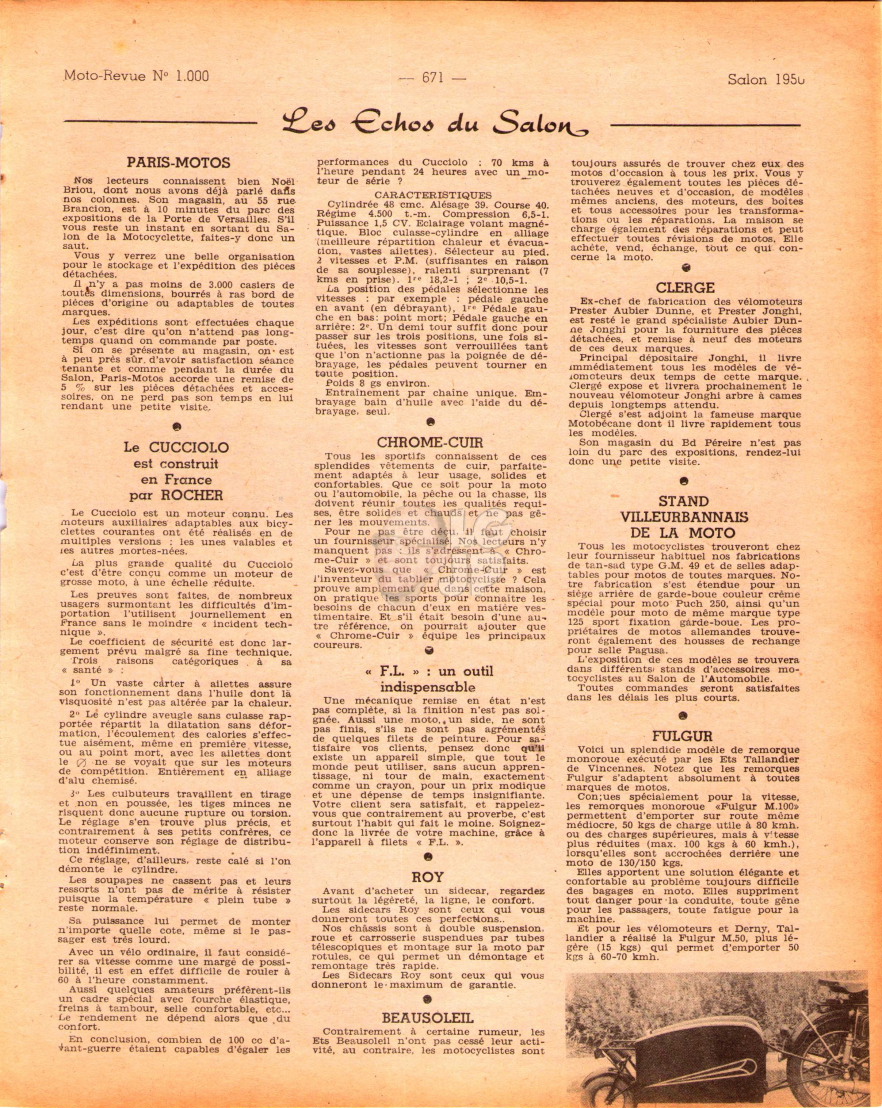 Moto-Revue Nº 1.000
— 671 —
Salon 1950
Les Echos du Salon
PARIS-MOTOS
Nos lecteurs connaissent bien Noël
Briou, dont nous avons déjà parlé dans
nos colonnes. Son magasin, au 55 rue
Brancion, est à 10 minutes du parc des
expositions de la Porte de Versailles. S'il
vous reste un instant en sortant du Sa-
lon de la Motocyclette, faites-y donc un
saut.
Vous y verrez une belle organisation
pour le stockage et l'expédition des pièces
détachées.
Il n'y a pas moins de 3.000 casiers de
toutes dimensions, bourrés à ras bord de
pièces d'origine ou adaptables de toutes
marques.
Les expéditions sont effectuées chaque
jour, c'est dire qu'on n'attend pas long-
temps quand on commande par poste.
Si on se présente au magasin, on est
à peu près sûr d'avoir satisfaction séance
tenante et comme pendant la durée du
Salon, Paris-Motos accorde une remise de
5 % sur les pièces détachées et acces-
soires, on ne perd pas son temps en lui
rendant une petite visite.
Le CUCCIOLO
est construit
en France
par ROCHER
Le Cucciolo est un moteur connu. Les
moteurs auxiliaires adaptables aux bicy-
clettes courantes ont été réalisés en de
multiples versions : les unes valables et
les autres mortes-nées.
La plus grande qualité du Cucciolo
c'est d'être conçu comme un moteur de
grosse moto, à une échelle réduite.
Les preuves sont faites, de nombreux
usagers surmontant les difficultés d'im-
portation l'utilisent journellement en
France sans le moindre « incident tech-
nique ».
Le coefficient de sécurité est donc lar-
gement prévu malgré sa fine technique.
Trois raisons catégoriques à sa
« santé » :
1º Un vaste carter à ailettes assure
son fonctionnement dans l'huile dont la
visquosité n'est pas altérée par la chaleur.
2º Le cylindre aveugle sans culasse rap-
portée répartit la dilatation sans défor-
mation, l'écoulement des calories s'effec-
tue aisément, même en première vitesse,
ou au point mort, avec les ailettes dont
le ∅ ne se voyait que sur les moteurs
de compétition. Entièrement en alliage
d'alu chemisé.
3º Les culbuteurs travaillent en tirage
et non en poussée, les tiges minces ne
risquent donc aucune rupture ou torsion.
Le réglage s'en trouve plus précis, et
contrairement à ses petits confrères, ce
moteur conserve son réglage de distribu-
tion indéfiniment.
Ce réglage, d'ailleurs, reste calé si l'on
démonte le cylindre.
Les soupapes ne cassent pas et leurs
ressorts n'ont pas de mérite à résister
puisque la température « plein tube »
reste normale.
Sa puissance lui permet de monter
n'importe quelle cote, même si le pas-
sager est très lourd.
Avec un vélo ordinaire, il faut considé-
rer sa vitesse comme une marge de possi-
bilité, il est en effet difficile de rouler à
60 à l'heure constamment.
Aussi quelques amateurs préfèrent-ils
un cadre spécial avec fourche élastique,
freins à tambour, selle confortable, etc...
Le rendement ne dépend alors que du
confort.
En conclusion, combien de 100 cc d'a-
vant-guerre étaient capables d'égaler les
performances du Cucciolo : 70 kms à
l'heure pendant 24 heures avec un mo-
teur de série ?
CARACTERISTIQUES
Cylindrée 48 cmc. Alésage 39. Course 40.
Régime 4.500 t.-m. Compression 6,5-1.
Puissance 1,5 CV. Eclairage volant magné-
tique. Bloc culasse-cylindre en alliage
(meilleure répartition chaleur et évacua-
tion, vastes ailettes). Sélecteur au pied,
2 vitesses et P.M. (suffisantes en raison
de sa souplesse), ralenti surprenant (7
kms en prise). 1re 18,2-1 ; 2e 10,5-1.
La position des pédales sélectionne les
vitesses : par exemple : pédale gauche
en avant (en débrayant), 1re Pédale gau-
che en bas: point mort; Pédale gauche en
arrière: 2e. Un demi tour suffit donc pour
passer sur les trois positions, une fois si-
tuées, les vitesses sont verrouillées tant
que l'on n'actionne pas la poignée de dé-
brayage, les pédales peuvent tourner en
toute position.
Poids 8 gs environ.
Entrainement par chaine unique. Em-
brayage bain d'huile avec l'aide du dé-
brayage. seul.
CHROME-CUIR
Tous les sportifs connaissent de ces
splendides vêtements de cuir, parfaite-
ment adaptés à leur usage, solides et
confortables. Que ce soit pour la moto
ou l'automobile, la pêche ou la chasse, ils
doivent réunir toutes les qualités requi-
ses, être solides et chauds et ne pas gê-
ner les mouvements.
Pour ne pas être déçu, il faut choisir
un fournisseur spécialisé. Nos lecteurs n'y
manquent pas : ils s'adressent à « Chro-
me-Cuir » et sont toujours satisfaits.
Savez-vous que « Chrome-Cuir » est
l'inventeur du tablier motocycliste ? Cela
prouve amplement que dans cette maison,
on pratique les sports pour connaitre les
besoins de chacun d'eux en matière ves-
timentaire. Et s'il était besoin d'une au-
tre référence, on pourrait ajouter que
« Chrome-Cuir » équipe les principaux
coureurs.
« F.L. » : un outil
indispensable
Une mécanique remise en état n'est
pas complète, si la finition n'est pas soi-
gnée. Aussi une moto, un side, ne sont
pas finis, s'ils ne sont pas agrémentés
de quelques filets de peinture. Pour sa-
tisfaire vos clients, pensez donc qu'il
existe un appareil simple, que tout le
monde peut utiliser, sans aucun appren-
tissage, ni tour de main, exactement
comme un crayon, pour un prix modique
et une dépense de temps insignifiante.
Votre client sera satisfait, et rappelez-
vous que contrairement au proverbe, c'est
surtout l'habit qui fait le moine. Soignez-
donc la livrée de votre machine, grâce à
l'appareil à filets « F.L. ».
ROY
Avant d'acheter un sidecar, regardez
surtout la légèreté, la ligne, le confort.
Les sidecars Roy sont ceux qui vous
donneront toutes ces perfections..
Nos châssis sont à double suspension,
roue et carrosserie suspendues par tubes
télescopiques et montage sur la moto par
rotules, ce qui permet un démontage et
remontage très rapide.
Les Sidecars Roy sont ceux qui vous
donneront le maximum de garantie.
BEAUSOLEIL
Contrairement à certaine rumeur, les
Ets Beausoleil n'ont pas cessé leur acti-
vité, au contraire, les motocyclistes sont
toujours assurés de trouver chez eux des
motos d'occasion à tous les prix. Vous y
trouverez également toutes les pièces dé-
tachées neuves et d'occasion, de modèles
mêmes anciens, des moteurs, des boites
et tous accessoires pour les transforma-
tions ou les réparations. La maison se
charge également des réparations et peut
effectuer toutes révisions de motos. Elle
achète, vend, échange, tout ce qui con-
cerne la moto.
CLERGE
Ex-chef de fabrication des vélomoteurs
Prester Aubier Dunne, et Prester Jonghi,
est resté le grand spécialiste Aubier Dun-
ne Jonghi pour la fourniture des pièces
détachées, et remise à neuf des moteurs
de ces deux marques.
Principal dépositaire Jonghi, il livre
immédiatement tous les modèles de vé-
lomoteurs deux temps de cette marque.
Clergé expose et livrera prochainement le
nouveau vélomoteur Jonghi arbre à cames
depuis longtemps attendu.
Clergé s'est adjoint la fameuse marque
Motobécane dont il livre rapidement tous
les modèles.
Son magasin du Bd Péreire n'est pas
loin du parc des expositions, rendez-lui
donc une petite visite.
STAND
VILLEURBANNAIS
DE LA MOTO
Tous les motocyclistes trouveront chez
leur fournisseur habituel nos fabrications
de tan-sad type G.M. 49 et de selles adap-
tables pour motos de toutes marques. No-
tre fabrication s'est étendue pour un
siège arrière de garde-boue couleur crème
spécial pour moto Puch 250, ainsi qu'un
modèle pour moto de même marque type
125 sport fixation garde-boue. Les pro-
priétaires de motos allemandes trouve-
ront également des housses de rechange
pour selle Pagusa.
L'exposition de ces modèles se trouvera
dans différents stands d'accessoires mo-
tocyclistes au Salon de l'Automobile.
Toutes commandes seront satisfaites
dans les délais les plus courts.
FULGUR
Voici un splendide modèle de remorque
monoroue exécuté par les Ets Tallandier
de Vincennes. Notez que les remorques
Fulgur s'adaptent absolument à toutes
marques de motos.
Con;ues spécialement pour la vitesse,
les remorques monoroue «Fulgur M.100»
permettent d'emporter sur route même
médiocre, 50 kgs de charge utile à 80 kmh.
ou des charges supérieures, mais à vitesse
plus réduites (max. 100 kgs à 60 kmh.),
lorsqu'elles sont accrochées derrière une
moto de 130/150 kgs.
Elles apportent une solution élégante et
confortable au problème toujours difficile
des bagages en moto. Elles suppriment
tout danger pour la conduite, toute gêne
pour les passagers, toute fatigue pour la
machine.
Et pour les vélomoteurs et Derny, Tal-
landier a réalisé la Fulgur M.50, plus lé-
gère (15 kgs) qui permet d'emporter 50
kgs à 60-70 kmh.